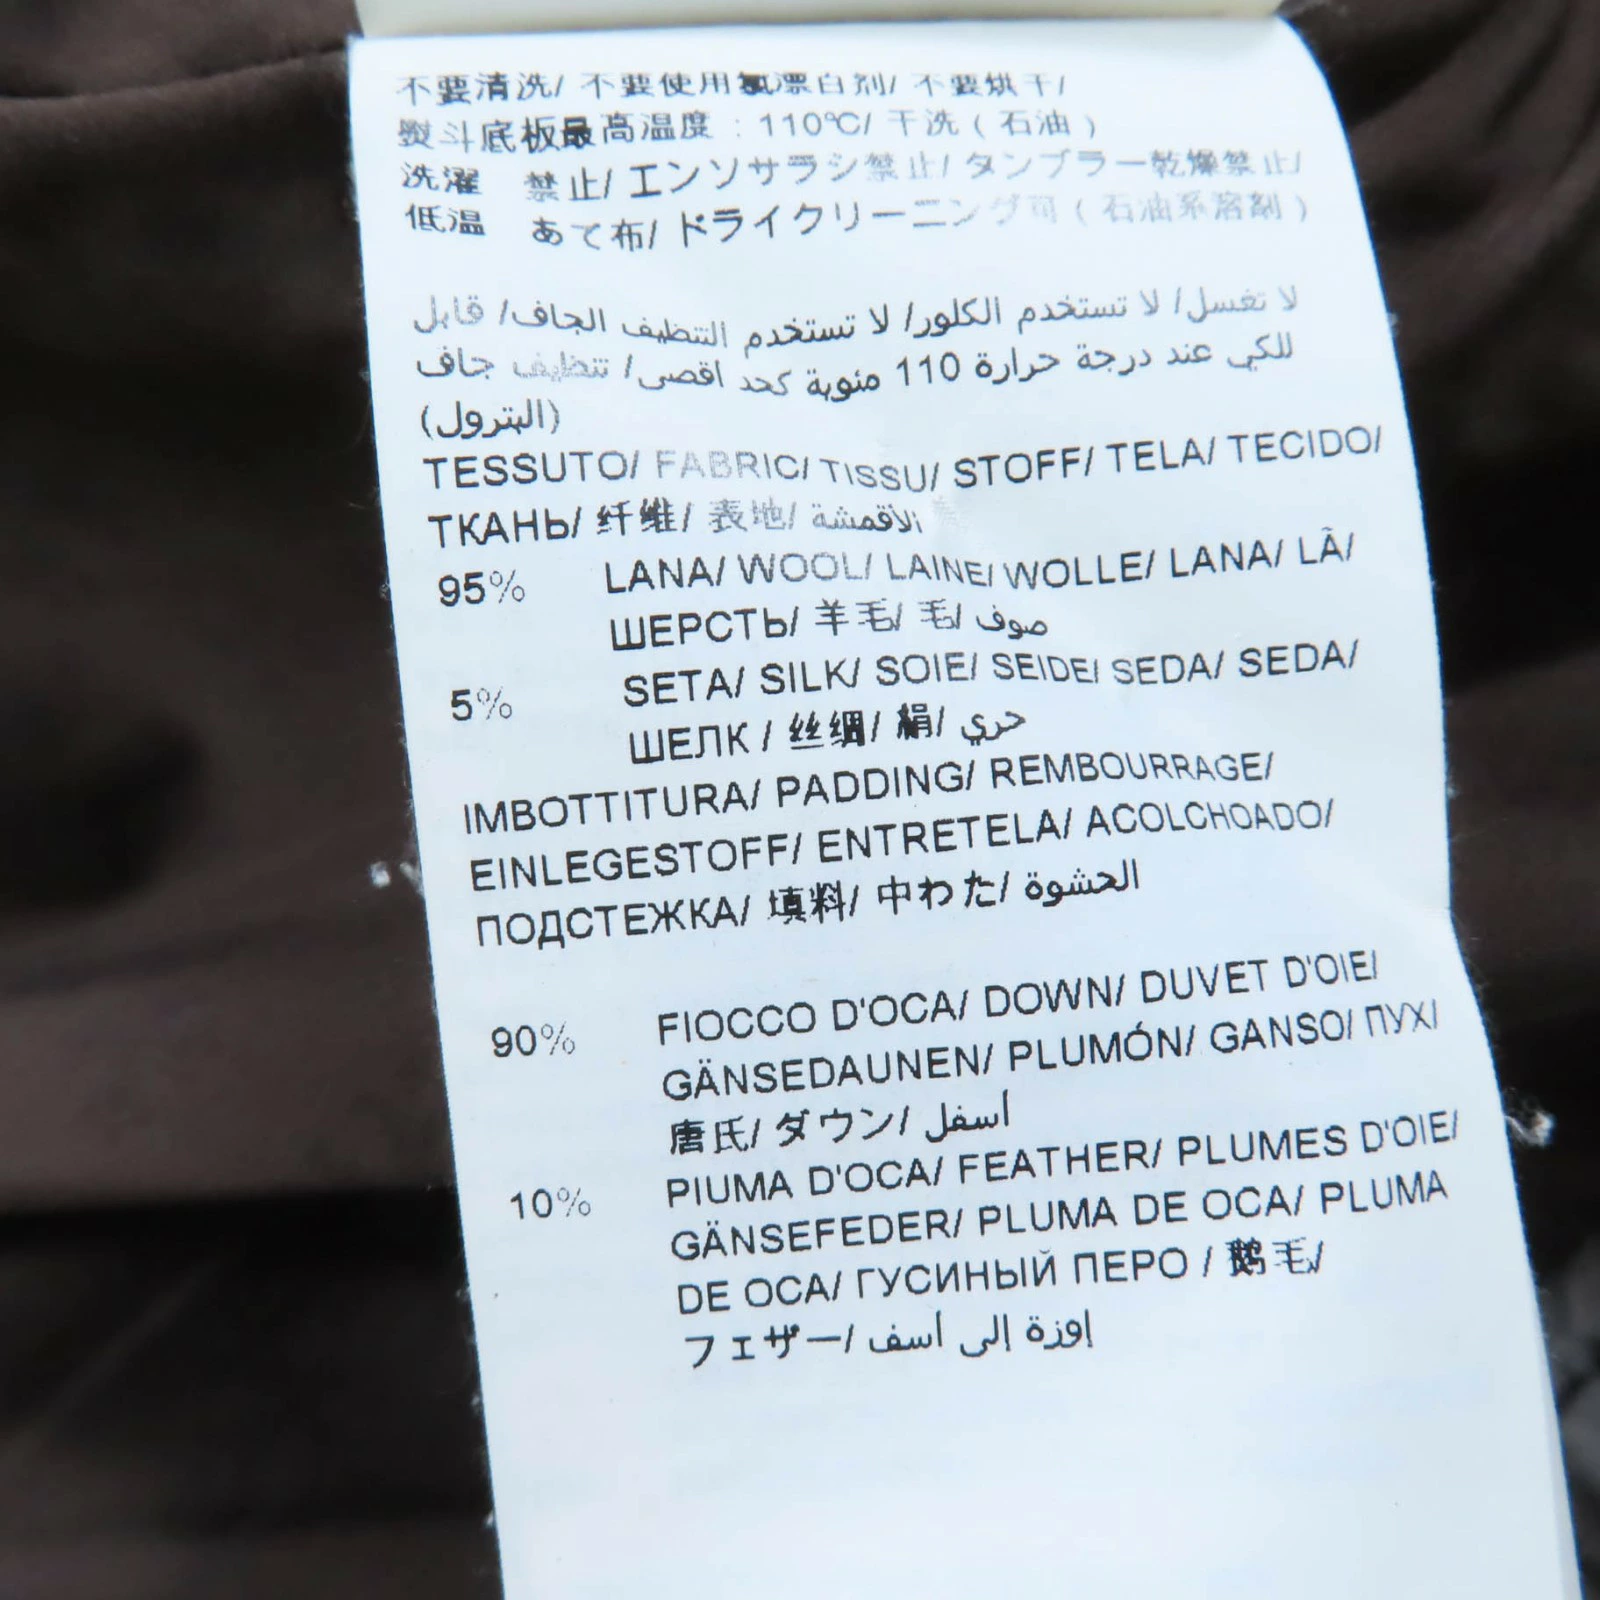 不要清洗/ 不要使用氯漂白剂/ 不要烘干/
熨斗底板最高温度 : 110℃/ 干洗 ( 石油 )
洗濯 禁止/ エンソサラシ禁止/ タンブラー乾燥禁止/
低温 あて布/ ドライクリーニング可 ( 石油系溶剤 )
لا تغسل/ لا تستخدم الكلور/ لا تستخدم التنظيف الجاف/ قابل
للكي عند درجة حرارة 110 مئوية كحد اقصى/ تنظيف جاف
(البترول)
TESSUTO/ FABRIC/ TISSU/ STOFF/ TELA/ TECIDO/
ТКАНЬ/ 纤维/ 表地/ الأقمشة
95% LANA/ WOOL/ LAINE/ WOLLE/ LANA/ LÃ/
ШЕРСТЬ/ 羊毛/ 毛/ صوف
5% SETA/ SILK/ SOIE/ SEIDE/ SEDA/ SEDA/
ШЕЛК / 丝绸/ 絹/ حري
IMBOTTITURA/ PADDING/ REMBOURRAGE/
EINLEGESTOFF/ ENTRETELA/ ACOLCHOADO/
ПОДСТЕЖКА/ 填料/ 中わた/ الحشوة
90% FIOCCO D'OCA/ DOWN/ DUVET D'OIE/
GÄNSEDAUNEN/ PLUMÓN/ GANSO/ ПУХ/
唐氏/ ダウン/ أسفل
10% PIUMA D'OCA/ FEATHER/ PLUMES D'OIE/
GÄNSEFEDER/ PLUMA DE OCA/ PLUMA
DE OCA/ ГУСИНЫЙ ПЕРО / 鹅毛/
フェザー/ إوزة إلى أسف